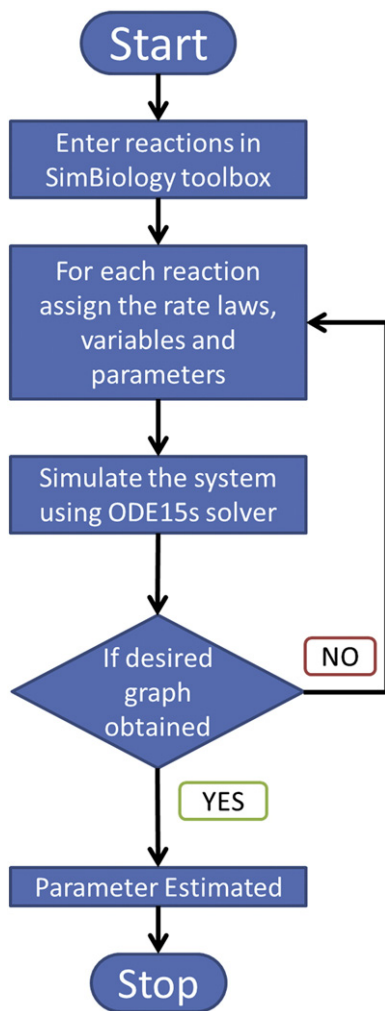 Start
Enter reactions in
SimBiology toolbox
For each reaction
assign the rate laws,
variables and
parameters
Simulate the system
using ODE15s solver
If desired
graph
obtained
NO
YES
Parameter Estimated
Stop